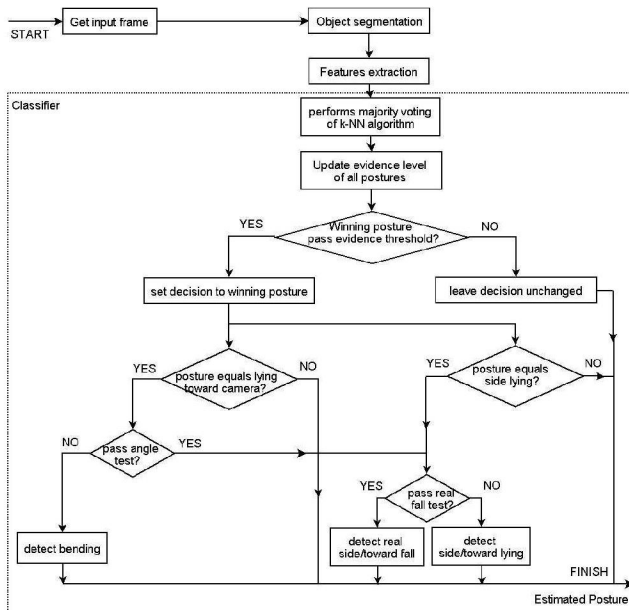 Get input frame
Object segmentation
START
Features extraction
Classifier
performs majority voting
of k-NN algorithm
Update evidence level
of all postures
YES
Winning posture
pass evidence threshold?
NO
set decision to winning posture
leave decision unchanged
YES
posture equals lying
toward camera?
NO
YES
posture equals
side lying?
NO
NO
pass angle
test?
YES
YES
pass real
fall test?
NO
detect bending
detect real
side/toward fall
detect
side/toward lying
FINISH
Estimated Posture